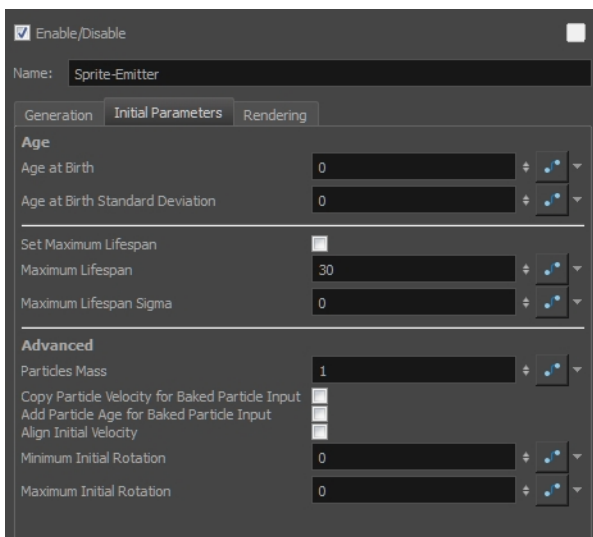 Enable/Disable
Name: Sprite-Emitter
Generation Initial Parameters Rendering
Age
Age at Birth 0
Age at Birth Standard Deviation 0
Set Maximum Lifespan
Maximum Lifespan 30
Maximum Lifespan Sigma 0
Advanced
Particles Mass 1
Copy Particle Velocity for Baked Particle Input
Add Particle Age for Baked Particle Input
Align Initial Velocity
Minimum Initial Rotation 0
Maximum Initial Rotation 0